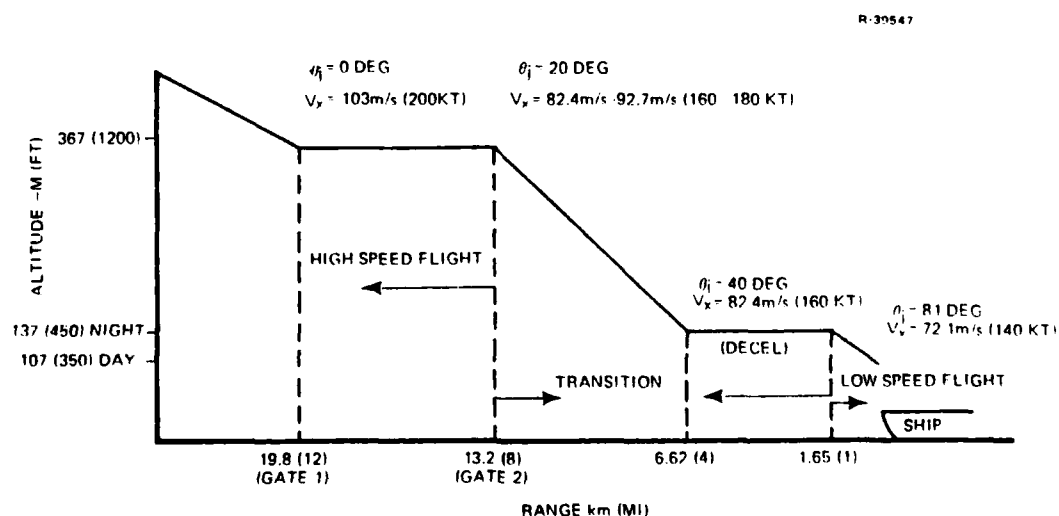 R-39547
θj = 0 DEG
Vx = 103m/s (200KT)
θj - 20 DEG
Vx = 82.4m/s -92.7m/s (160 180 KT)
367 (1200)
ALTITUDE -M (FT)
HIGH SPEED FLIGHT
θj - 40 DEG
Vx = 82.4m/s (160 KT)
θj - 81 DEG
Vx = 72.1m/s (140 KT)
137 (450) NIGHT
107 (350) DAY
(DECEL)
TRANSITION
LOW SPEED FLIGHT
SHIP
19.8 (12)
(GATE 1)
13.2 (8)
(GATE 2)
6.62 (4)
1.65 (1)
RANGE km (MI)